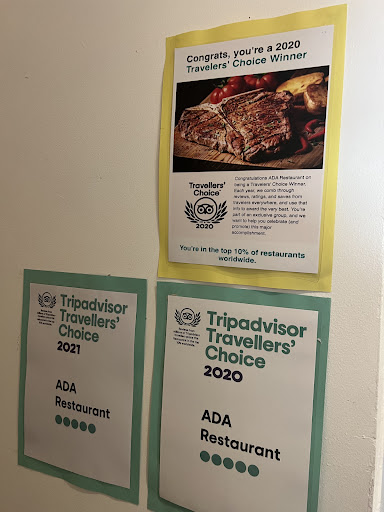 Congrats, you're a 2020
Travelers' Choice Winner
Travellers'
Choice
2020
Congratulations ADA Restaurant on
being a Travelers' Choice Winner.
Each year, we comb through
reviews, ratings, and saves from
travelers everywhere, and use that
info to award the very best. You're
part of an exclusive group, and we
want to help you celebrate (and
promote) this major
accomplishment.
You're in the top 10% of restaurants
worldwide.
Tripadvisor
Travellers'
Choice
2021
ADA
Restaurant
Tripadvisor
Travellers'
Choice
2020
ADA
Restaurant